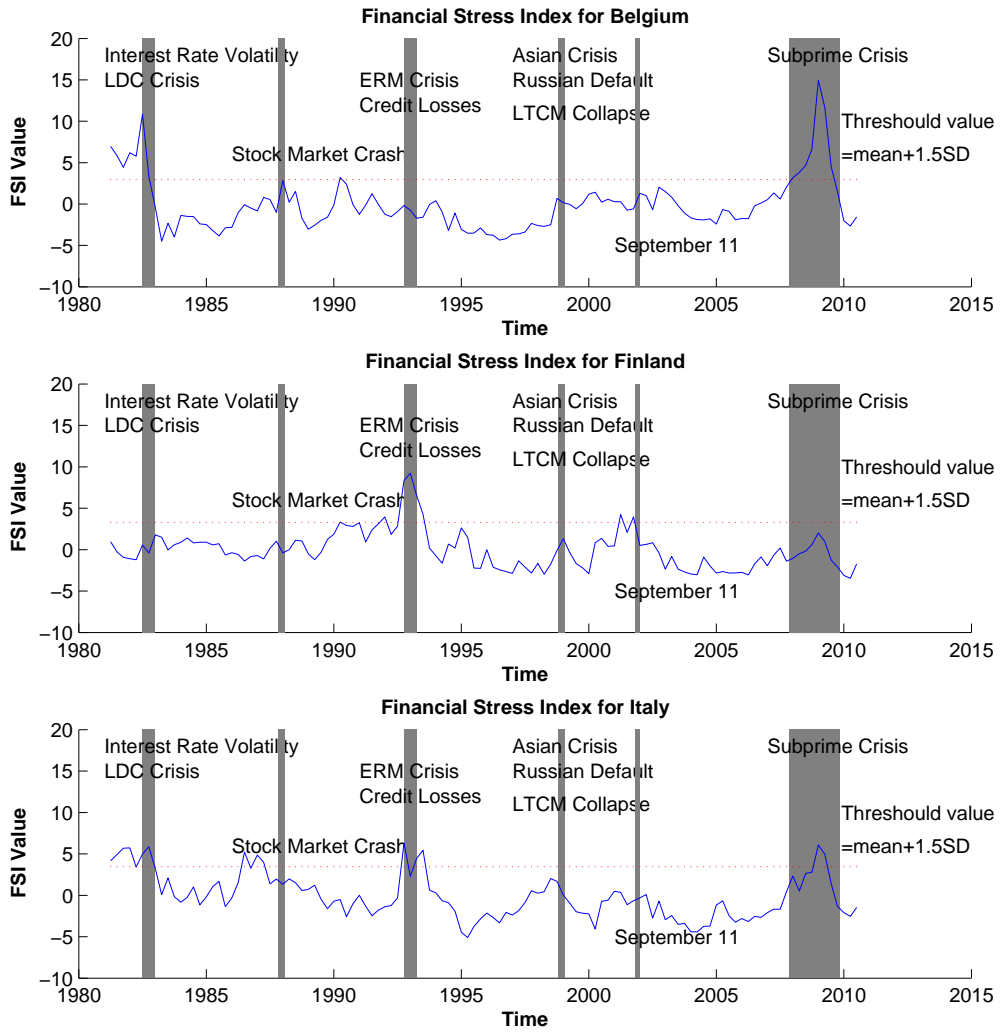 Financial Stress Index for Belgium
20
15
10
5
0
−5
−10
FSI Value
Interest Rate Volatility
LDC Crisis
Stock Market Crash
ERM Crisis
Credit Losses
Asian Crisis
Russian Default
LTCM Collapse
September 11
Subprime Crisis
Threshould value
=mean+1.5SD
1980 1985 1990 1995 2000 2005 2010 2015
Time
Financial Stress Index for Finland
20
15
10
5
0
−5
−10
FSI Value
Interest Rate Volatility
LDC Crisis
Stock Market Crash
ERM Crisis
Credit Losses
Asian Crisis
Russian Default
LTCM Collapse
September 11
Subprime Crisis
Threshould value
=mean+1.5SD
1980 1985 1990 1995 2000 2005 2010 2015
Time
Financial Stress Index for Italy
20
15
10
5
0
−5
−10
FSI Value
Interest Rate Volatility
LDC Crisis
Stock Market Crash
ERM Crisis
Credit Losses
Asian Crisis
Russian Default
LTCM Collapse
September 11
Subprime Crisis
Threshould value
=mean+1.5SD
1980 1985 1990 1995 2000 2005 2010 2015
Time